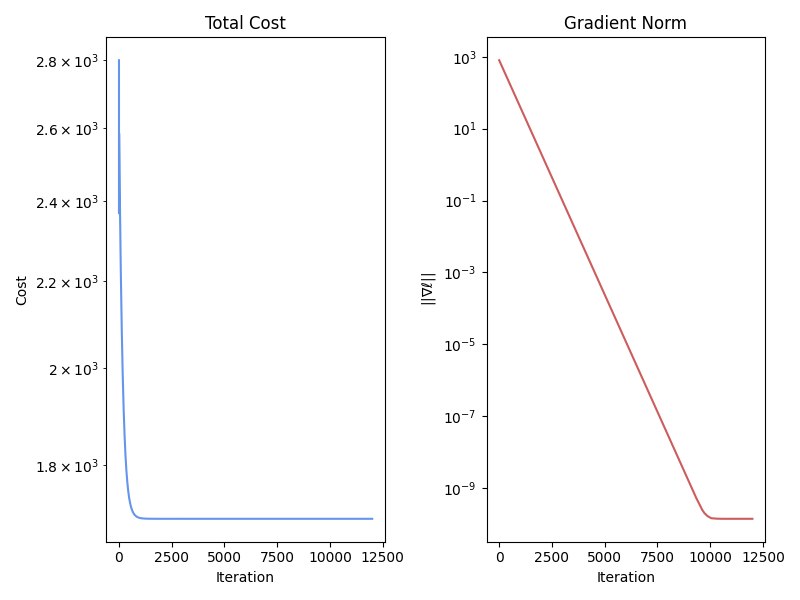 Total Cost
2.8 × 10³
2.6 × 10³
2.4 × 10³
2.2 × 10³
2 × 10³
1.8 × 10³
Cost
0 2500 5000 7500 10000 12500
Iteration
Gradient Norm
10³
10¹
10⁻¹
10⁻³
10⁻⁵
10⁻⁷
10⁻⁹
||∇ℓ||
0 2500 5000 7500 10000 12500
Iteration